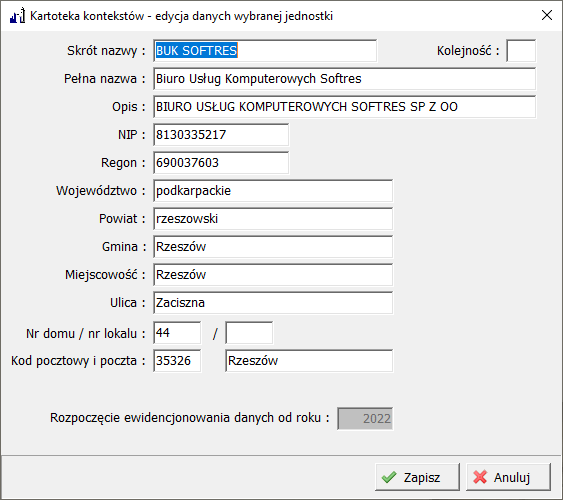 Kartoteka kontekstów - edycja danych wybranej jednostki
Skrót nazwy : BUK SOFTRES Kolejność :
Pełna nazwa : Biuro Usług Komputerowych Softres
Opis : BIURO USŁUG KOMPUTEROWYCH SOFTRES SP Z OO
NIP : 8130335217
Regon : 690037603
Województwo : podkarpackie
Powiat : rzeszowski
Gmina : Rzeszów
Miejscowość : Rzeszów
Ulica : Zaciszna
Nr domu / nr lokalu : 44 /
Kod pocztowy i poczta : 35326 Rzeszów
Rozpoczęcie ewidencjonowania danych od roku : 2022
Zapisz Anuluj